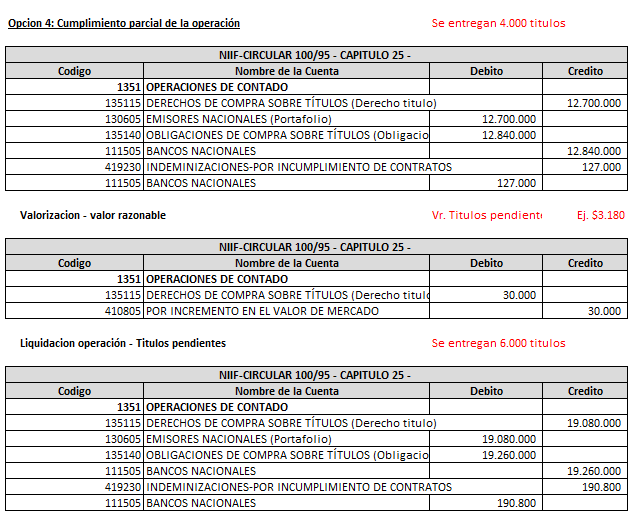 Opcion 4: Cumplimiento parcial de la operación Se entregan 4.000 titulos
NIIF-CIRCULAR 100/95 - CAPITULO 25 -
Codigo Nombre de la Cuenta Debito Credito
1351 OPERACIONES DE CONTADO
135115 DERECHOS DE COMPRA SOBRE TÍTULOS (Derecho titulo) 12.700.000
130605 EMISORES NACIONALES (Portafolio) 12.700.000
135140 OBLIGACIONES DE COMPRA SOBRE TÍTULOS (Obligacio 12.840.000
111505 BANCOS NACIONALES 12.840.000
419230 INDEMINIZACIONES-POR INCUMPLIMIENTO DE CONTRATOS 127.000
111505 BANCOS NACIONALES 127.000
Valorizacion - valor razonable Vr. Titulos pendiente Ej. $3.180
NIIF-CIRCULAR 100/95 - CAPITULO 25 -
Codigo Nombre de la Cuenta Debito Credito
1351 OPERACIONES DE CONTADO
135115 DERECHOS DE COMPRA SOBRE TÍTULOS (Derecho titulo 30.000
410805 POR INCREMENTO EN EL VALOR DE MERCADO 30.000
Liquidacion operación - Titulos pendientes Se entregan 6.000 titulos
NIIF-CIRCULAR 100/95 - CAPITULO 25 -
Codigo Nombre de la Cuenta Debito Credito
1351 OPERACIONES DE CONTADO
135115 DERECHOS DE COMPRA SOBRE TÍTULOS (Derecho titulo) 19.080.000
130605 EMISORES NACIONALES (Portafolio) 19.080.000
135140 OBLIGACIONES DE COMPRA SOBRE TÍTULOS (Obligacio 19.260.000
111505 BANCOS NACIONALES 19.260.000
419230 INDEMINIZACIONES-POR INCUMPLIMIENTO DE CONTRATOS 190.800
111505 BANCOS NACIONALES 190.800